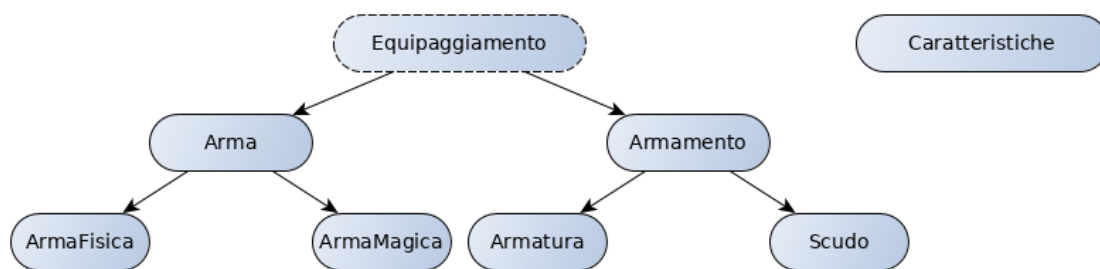 Equipaggiamento
Caratteristiche
Arma
Armamento
ArmaFisica
ArmaMagica
Armatura
Scudo